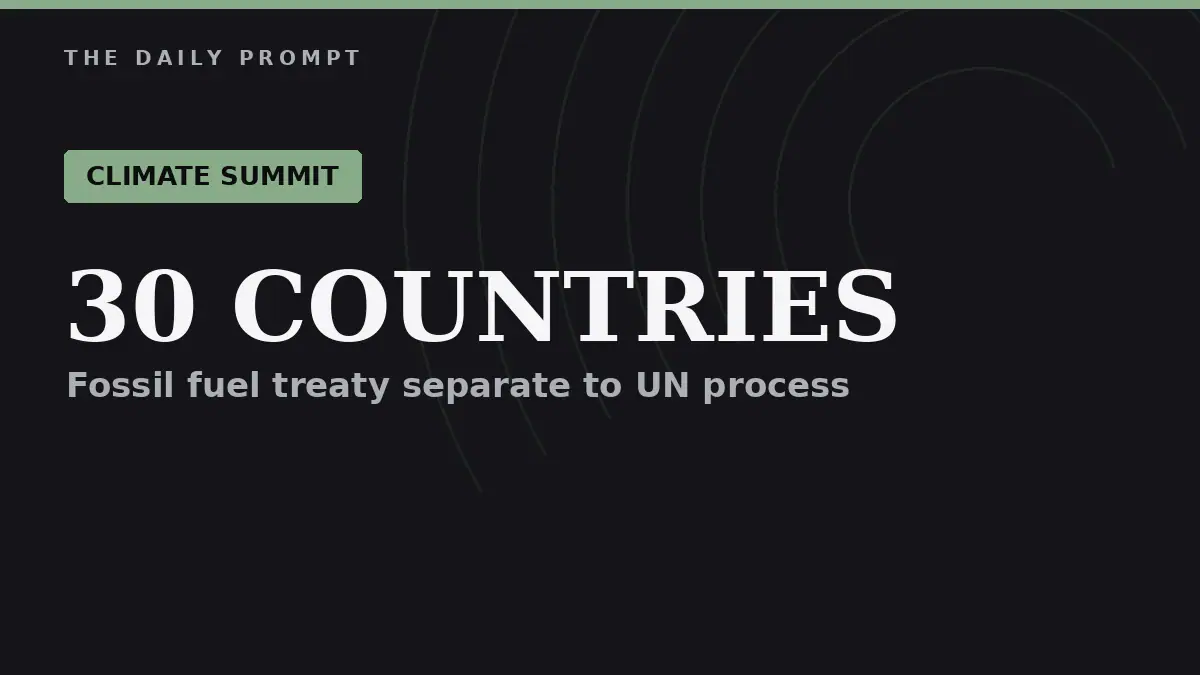 THE DAILY PROMPT
CLIMATE SUMMIT
30 COUNTRIES
Fossil fuel treaty separate to UN process